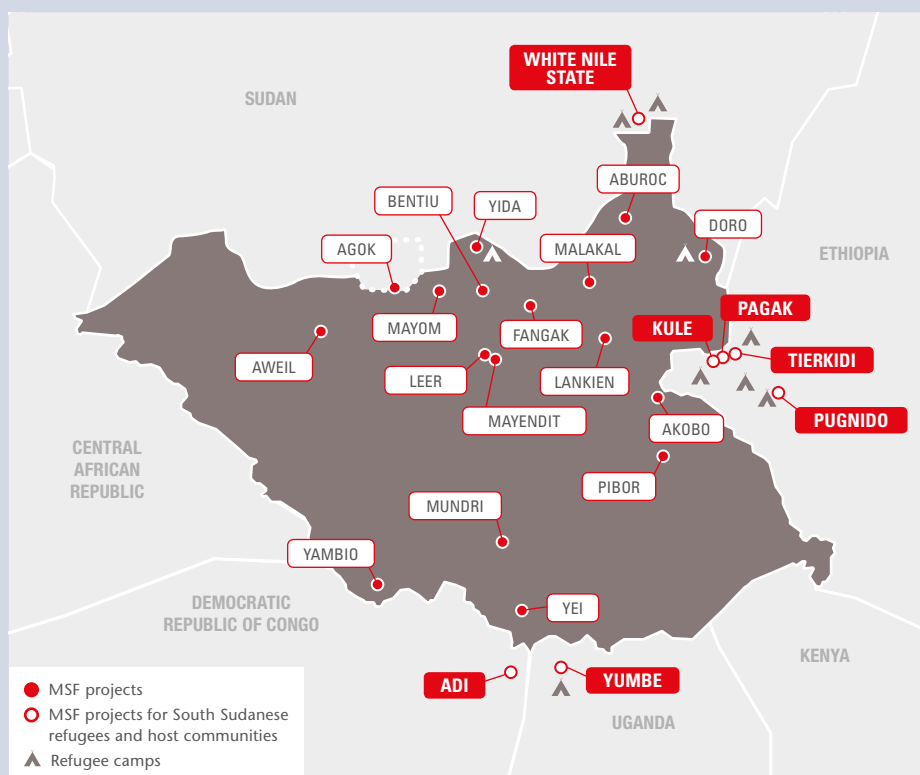 WHITE NILE
STATE
SUDAN
ABUROC
BENTIU
YIDA
DORO
AGOK
MALAKAL
ETHIOPIA
PAGAK
MAYOM
FANGAK
KULE
TIERKIDI
AWEIL
LEER
LANKIEN
MAYENDIT
PUGNIDO
AKOBO
CENTRAL
AFRICAN
REPUBLIC
PIBOR
MUNDRI
YAMBIO
DEMOCRATIC
REPUBLIC OF CONGO
YEI
KENYA
ADI
YUMBE
UGANDA
MSF projects
MSF projects for South Sudanese
refugees and host communities
Refugee camps